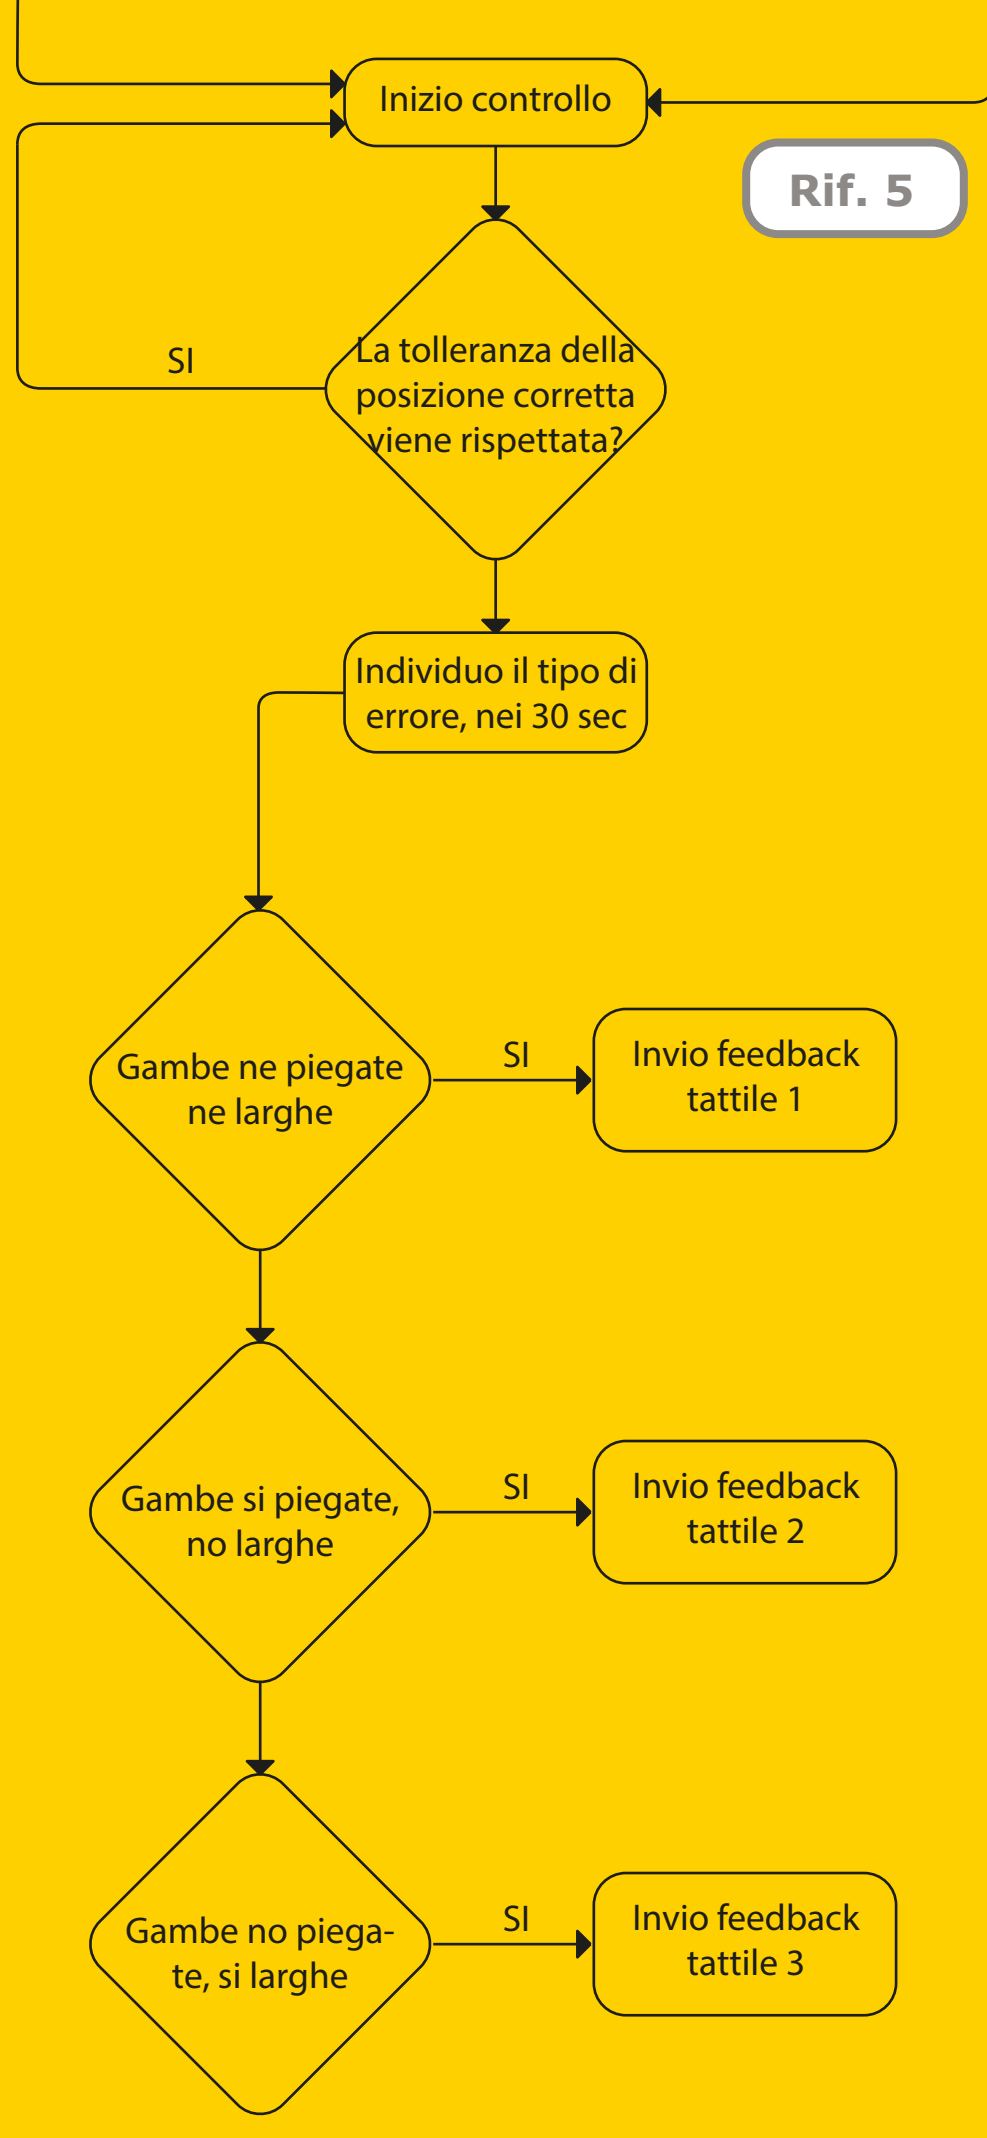 Inizio controllo
Rif. 5
La tolleranza della
posizione corretta
viene rispettata?
SI
Individuo il tipo di
errore, nei 30 sec
Gambe ne piegate
ne larghe
SI
Invio feedback
tattile 1
Gambe si piegate,
no larghe
SI
Invio feedback
tattile 2
Gambe no piega-
te, si larghe
SI
Invio feedback
tattile 3